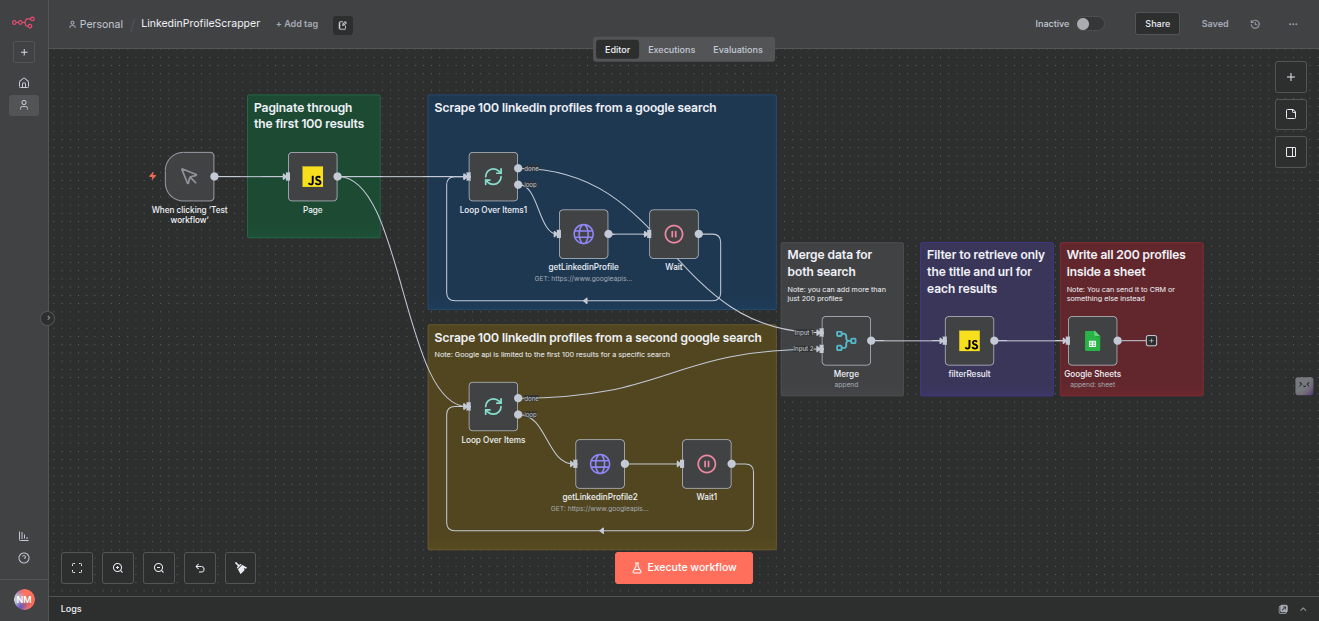 Personal / LinkedinProfileScrapper + Add tag
Inactive
Share
Saved
Editor Executions Evaluations
Paginate through
the first 100 results
When clicking 'Test
workflow'
JS
Page
Scrape 100 linkedin profiles from a google search
done
loop
Loop Over Items1
getLinkedinProfile
GET: https://www.googleapis...
Wait
Scrape 100 linkedin profiles from a second google search
Note: Google api is limited to the first 100 results for a specific search
done
loop
Loop Over Items
getLinkedinProfile2
GET: https://www.googleapis...
Wait1
Merge data for
both search
Note: you can add more than
just 200 profiles
Input 1
Input 2
Merge
append
Filter to retrieve only
the title and url for
each results
JS
filterResult
Write all 200 profiles
inside a sheet
Note: You can send it to CRM or
something else instead
Google Sheets
append: sheet
Execute workflow
NM
Logs